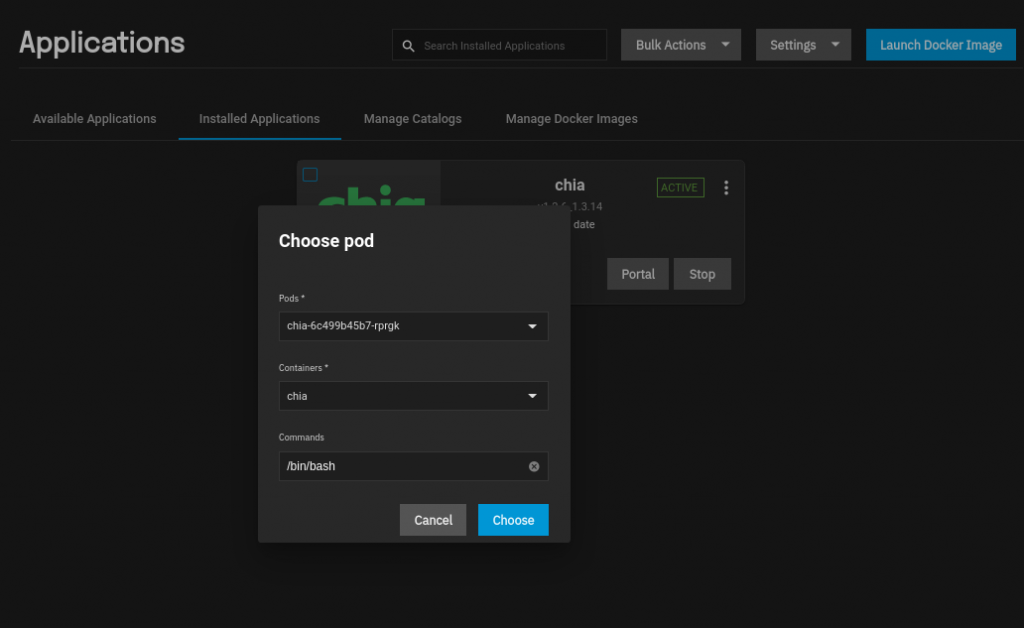 Applications
Search Installed Applications
Bulk Actions
Settings
Launch Docker Image
Available Applications
Installed Applications
Manage Catalogs
Manage Docker Images
chia
chia
ACTIVE
1.3.14
date
Portal
Stop
Choose pod
Pods *
chia-6c499b45b7-rprgk
Containers *
chia
Commands
/bin/bash
Cancel
Choose